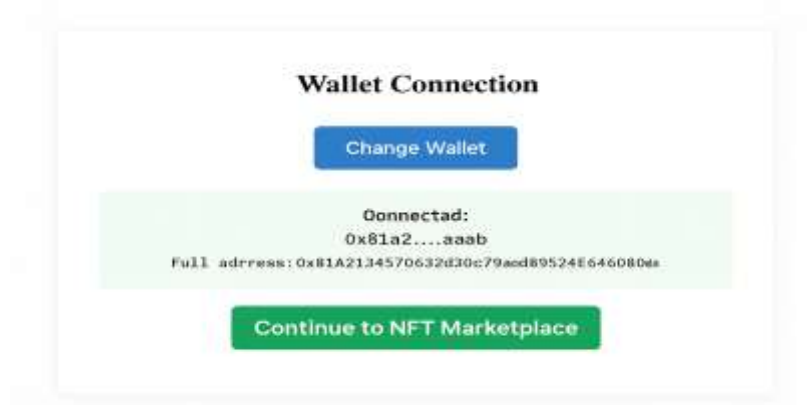 Wallet Connection
Change Wallet
Oonnectad:
0x81a2....aaab
Full adrress:
Continue to NFT Marketplace